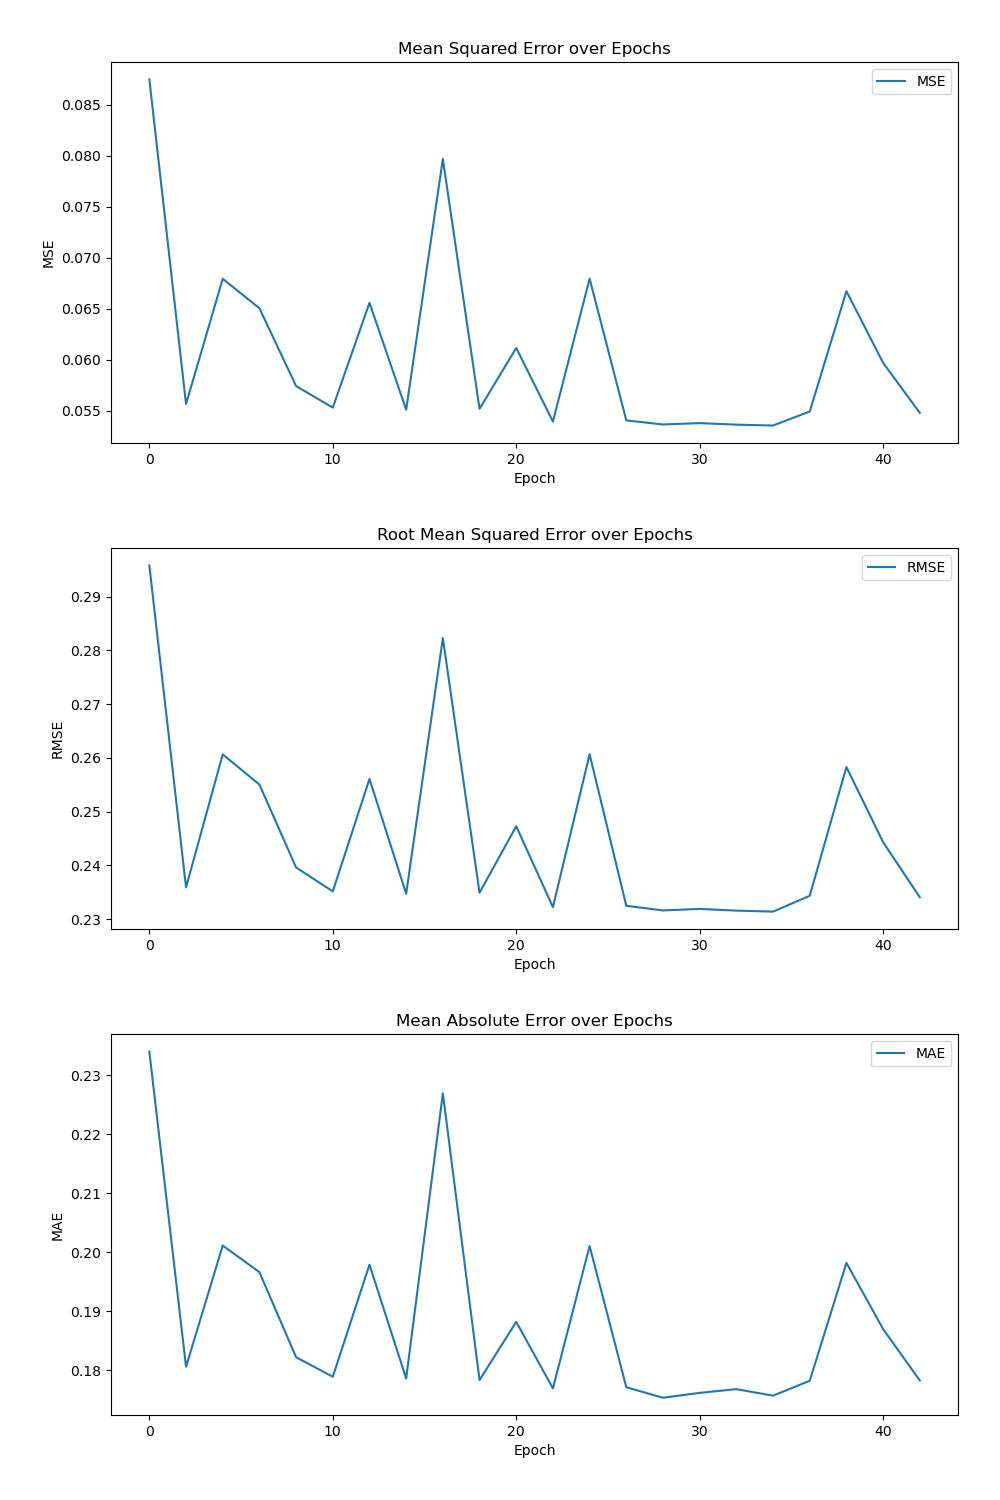 Mean Squared Error over Epochs
MSE
0.085
0.080
0.075
0.070
0.065
0.060
0.055
MSE
0 10 20 30 40
Epoch
Root Mean Squared Error over Epochs
RMSE
0.29
0.28
0.27
0.26
0.25
0.24
0.23
RMSE
0 10 20 30 40
Epoch
Mean Absolute Error over Epochs
MAE
0.23
0.22
0.21
0.20
0.19
0.18
MAE
0 10 20 30 40
Epoch